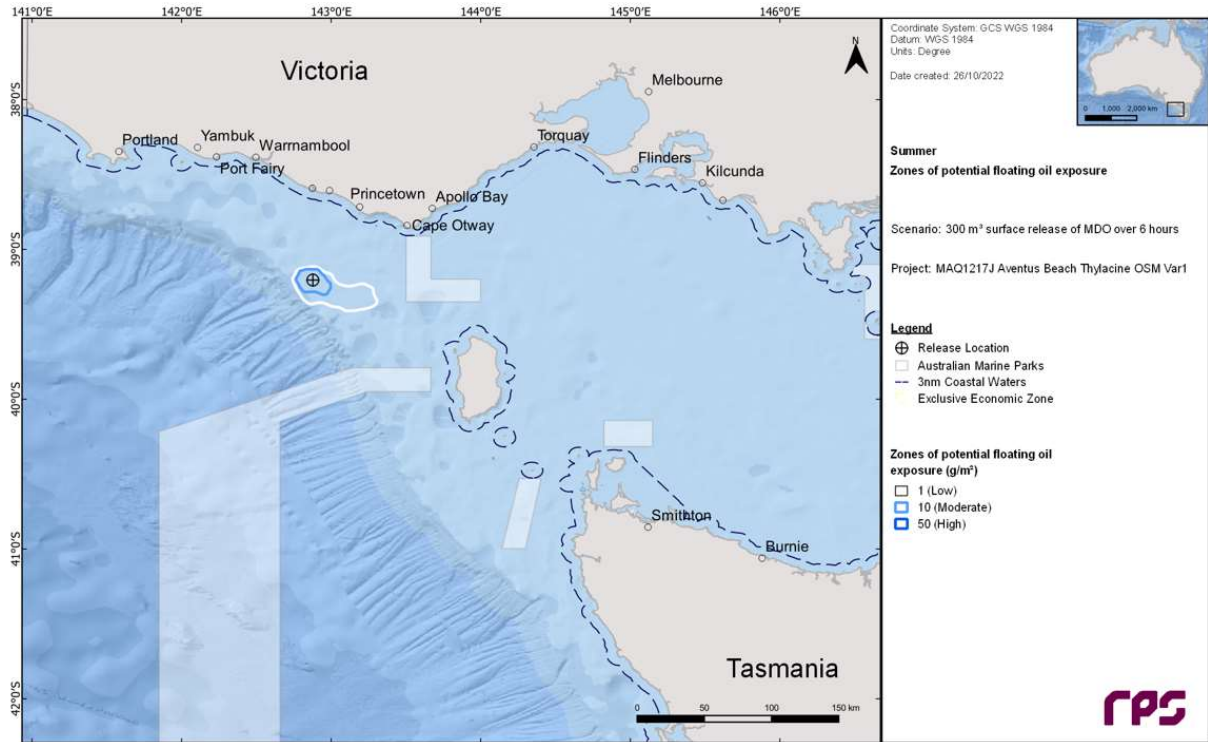 141°0'E 142°0'E 143°0'E 144°0'E 145°0'E 146°0'E
38°0'S
39°0'S
40°0'S
41°0'S
42°0'S
Victoria
N
Melbourne
Portland
Yambuk
Warrnambool
Port Fairy
Princetown
Apollo Bay
Cape Otway
Torquay
Flinders
Kilcunda
Smithton
Burnie
Tasmania
0 50 100 150 km
Coordinate System: GCS WGS 1984
Datum: WGS 1984
Units: Degree
Date created: 26/10/2022
0 1,000 2,000 km
Summer
Zones of potential floating oil exposure
Scenario: 300 m³ surface release of MDO over 6 hours
Project: MAQ1217J Aventus Beach Thylacine OSM Var1
Legend
Release Location
Australian Marine Parks
3nm Coastal Waters
Exclusive Economic Zone
Zones of potential floating oil
exposure (g/m²)
1 (Low)
10 (Moderate)
50 (High)
rps